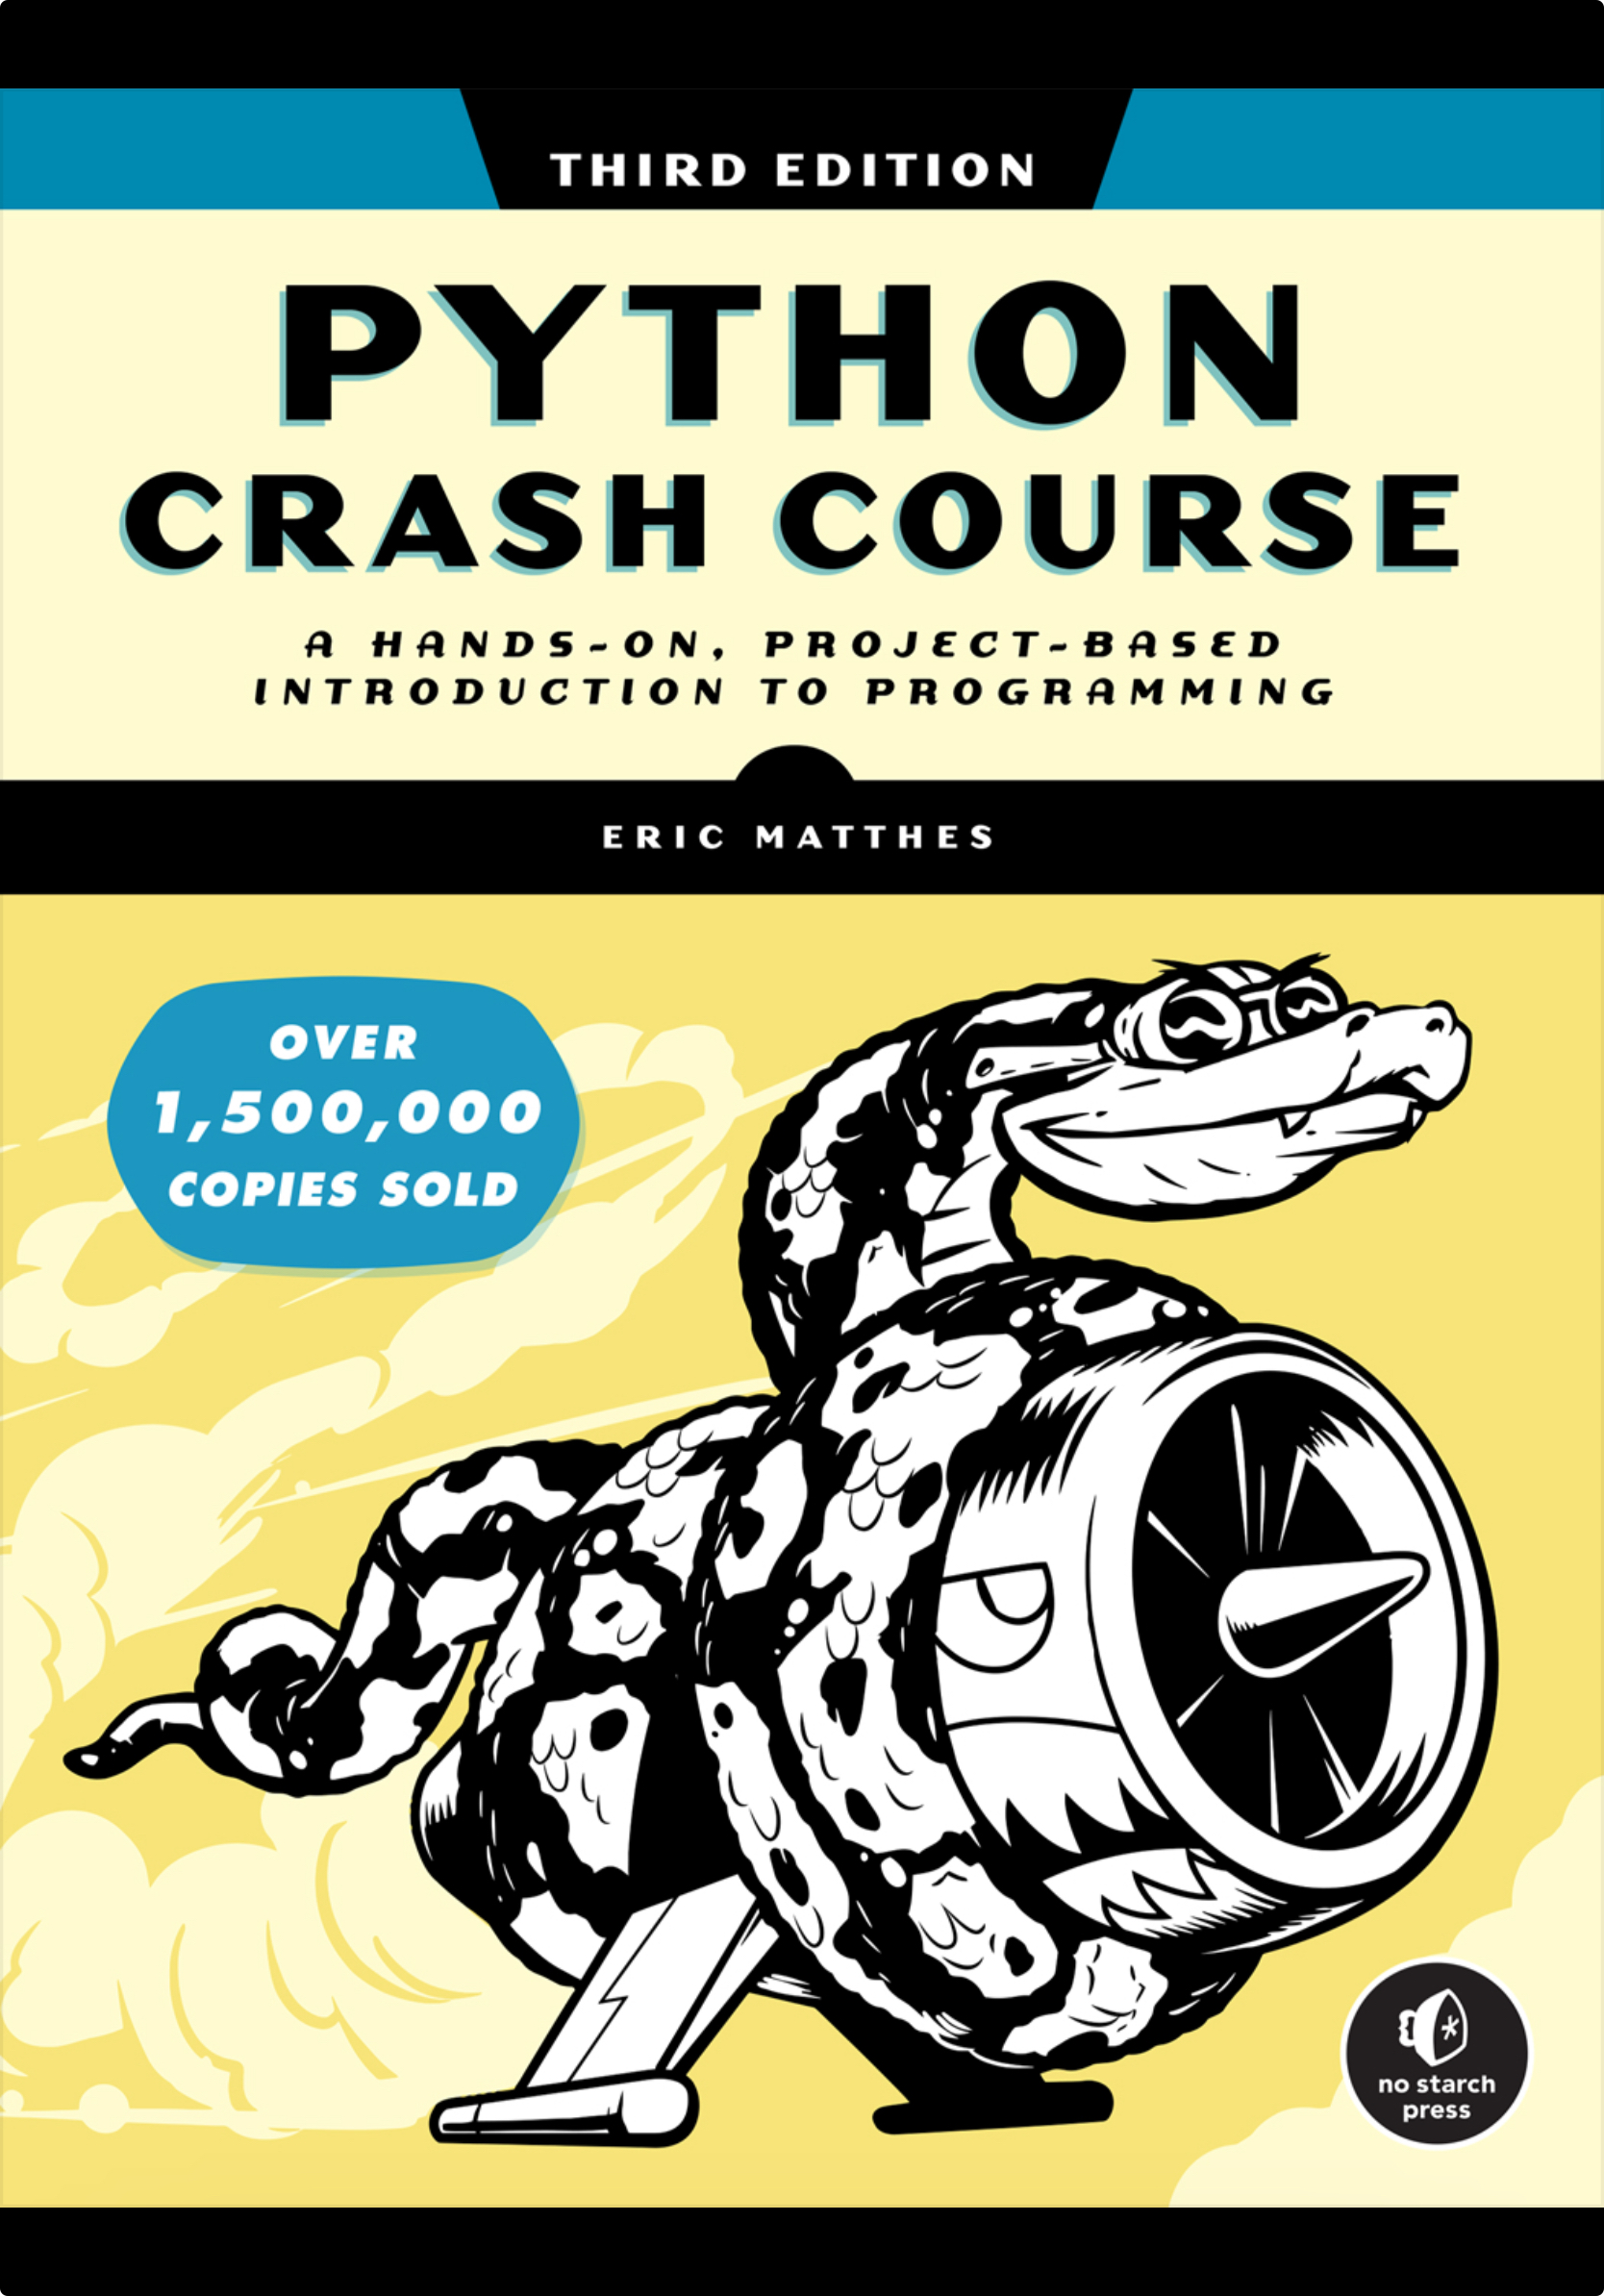 THIRD EDITION
PYTHON
CRASH COURSE
A HANDS-ON, PROJECT-BASED
INTRODUCTION TO PROGRAMMING
ERIC MATTHES
OVER
1,500,000
COPIES SOLD
no starch
press